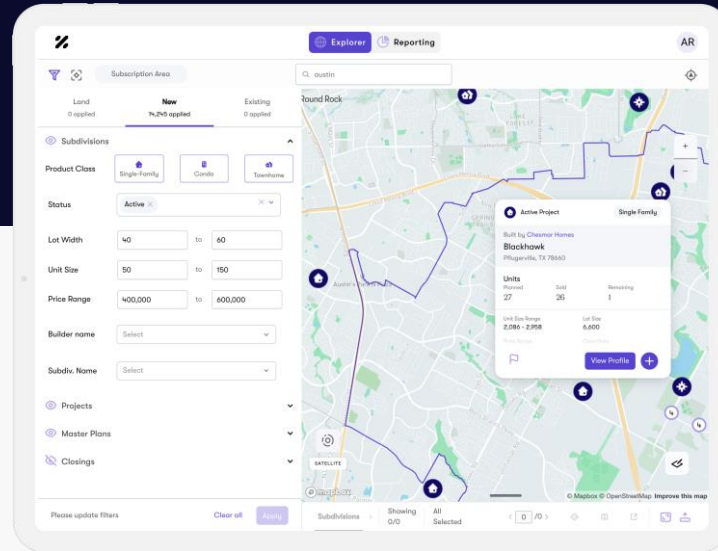 Explorer
Reporting
AR
Subscription Area
austin
Land
0 applied
New
74,245 applied
Existing
0 applied
Subdivisions
Product Class
Single-Family
Condo
Townhome
Status
Active
Lot Width
40 to 60
Unit Size
50 to 150
Price Range
400,000 to 600,000
Builder name
Select
Subdiv. Name
Select
Projects
Master Plans
Closings
Please update filters
Clear all
Apply
Round Rock
Active Project
Single Family
Built by Chesmar Homes
Blackhawk
Pflugerville, TX 78660
Units
Planned Sold Remaining
27 26 1
Unit Size Range Lot Size
2,086 - 2,958 6,600
View Profile
4
4
SATELLITE
mapbox
© Mapbox © OpenStreetMap Improve this map
Subdivisions
Showing
0/0
All
Selected
0 /0